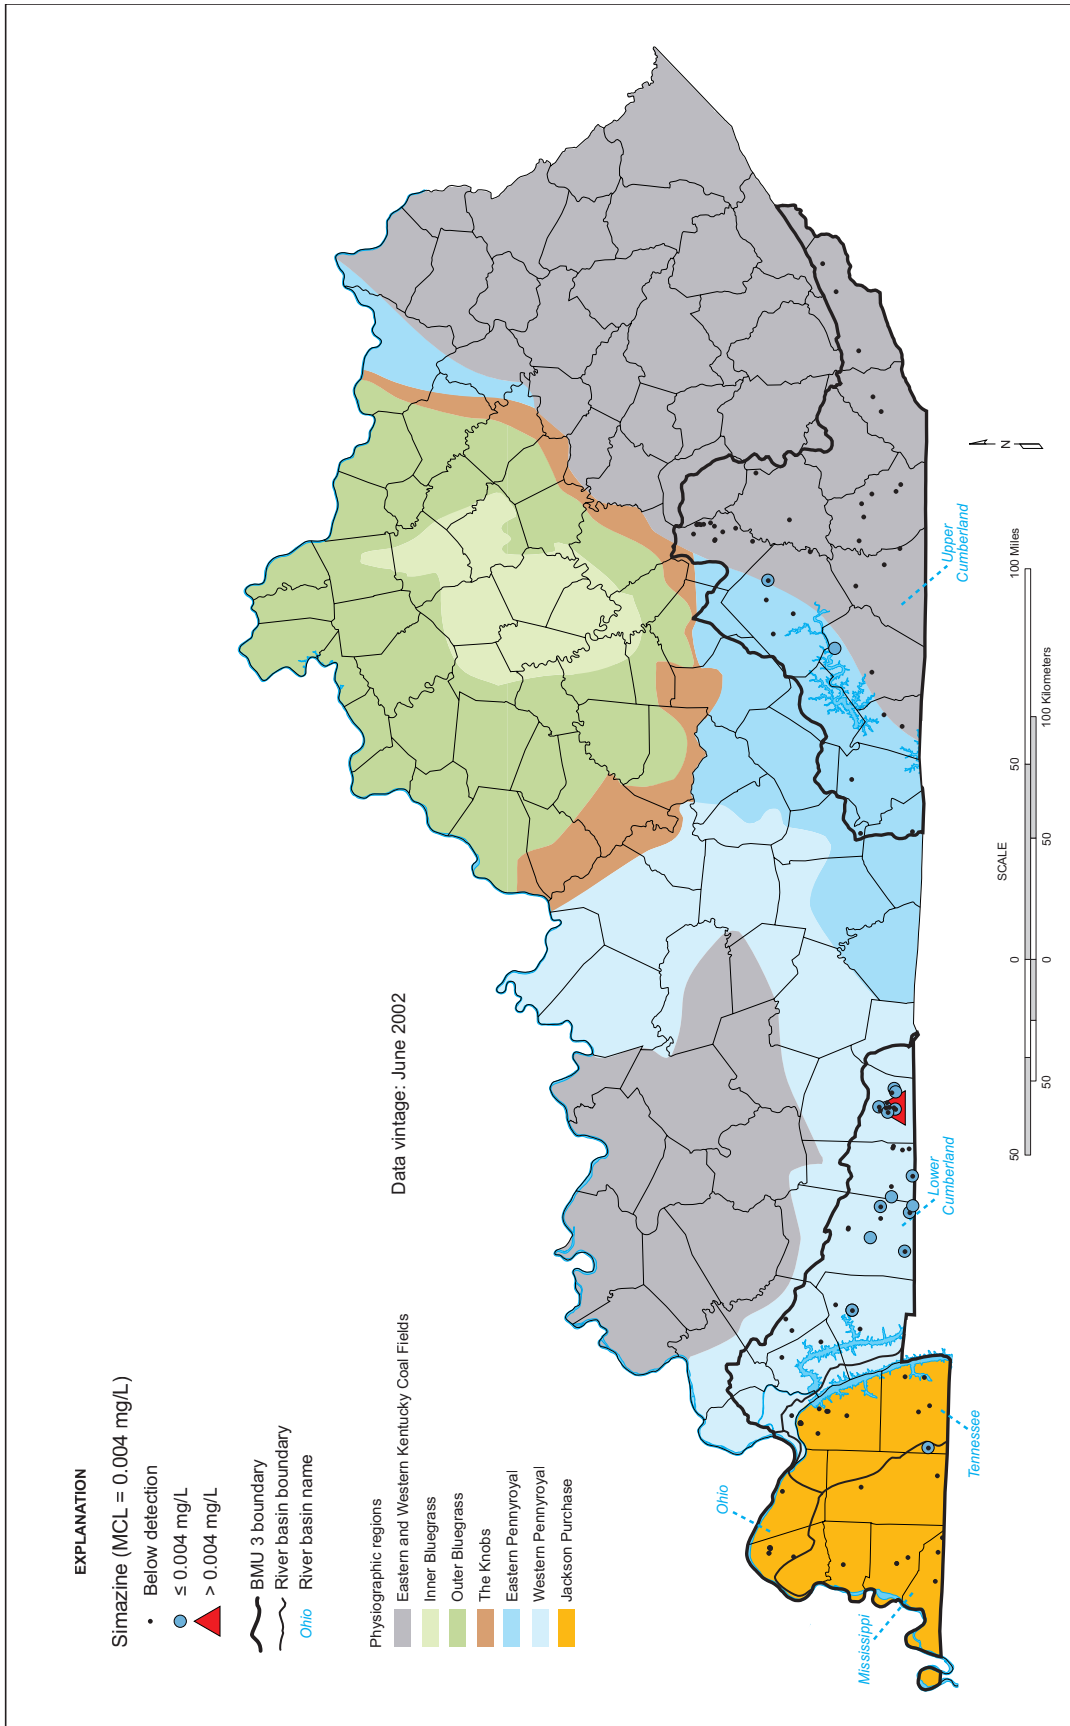 EXPLANATION
Simazine (MCL = 0.004 mg/L)
Below detection
≤ 0.004 mg/L
> 0.004 mg/L
BMU 3 boundary
River basin boundary
Ohio River basin name
Physiographic regions
Eastern and Western Kentucky Coal Fields
Inner Bluegrass
Outer Bluegrass
The Knobs
Eastern Pennyroyal
Western Pennyroyal
Jackson Purchase
Data vintage: June 2002
Ohio
Mississippi
Tennessee
Lower
Cumberland
Upper
Cumberland
SCALE
50 0 50 100 Miles
50 0 50 100 Kilometers
N